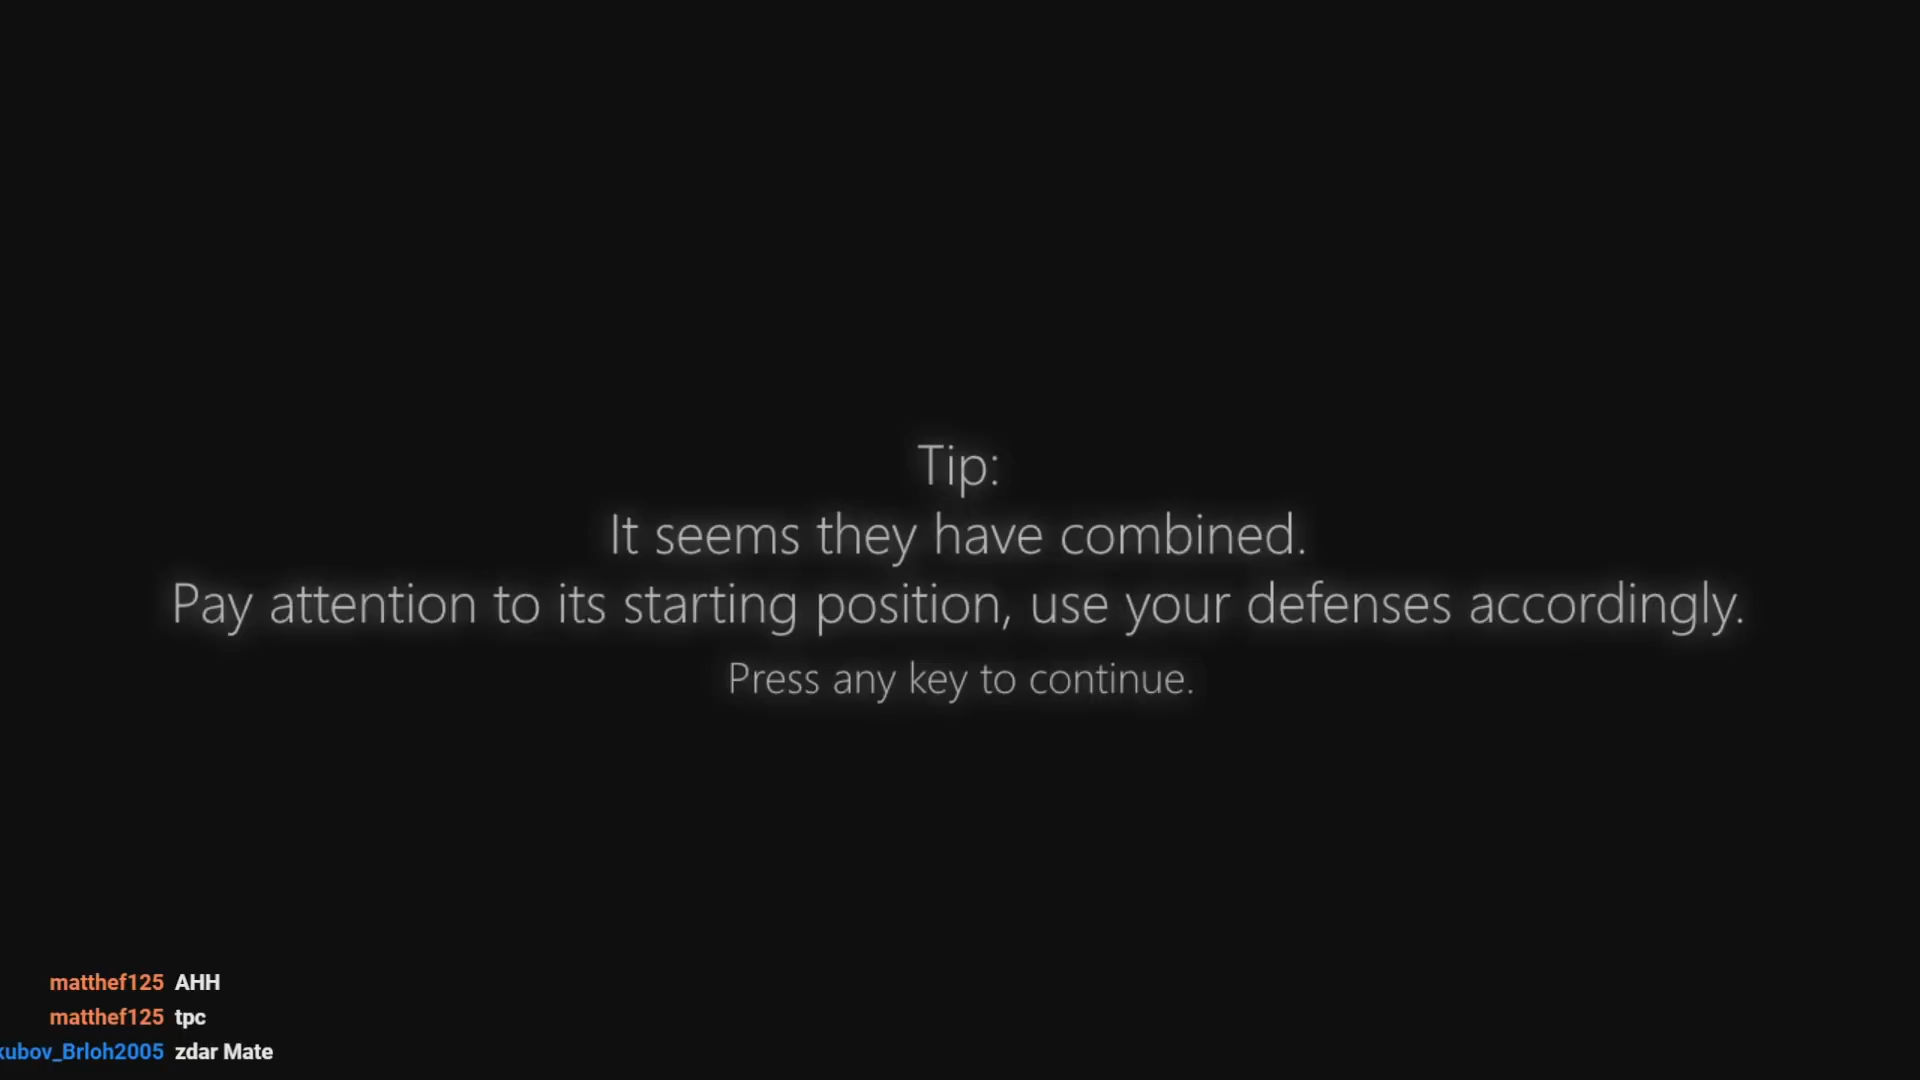 Tip:
It seems they have combined.
Pay attention to its starting position, use your defenses accordingly.
Press any key to continue.
matthef125 AHH
matthef125 tpc
kubov_Brloh2005 zdar Mate